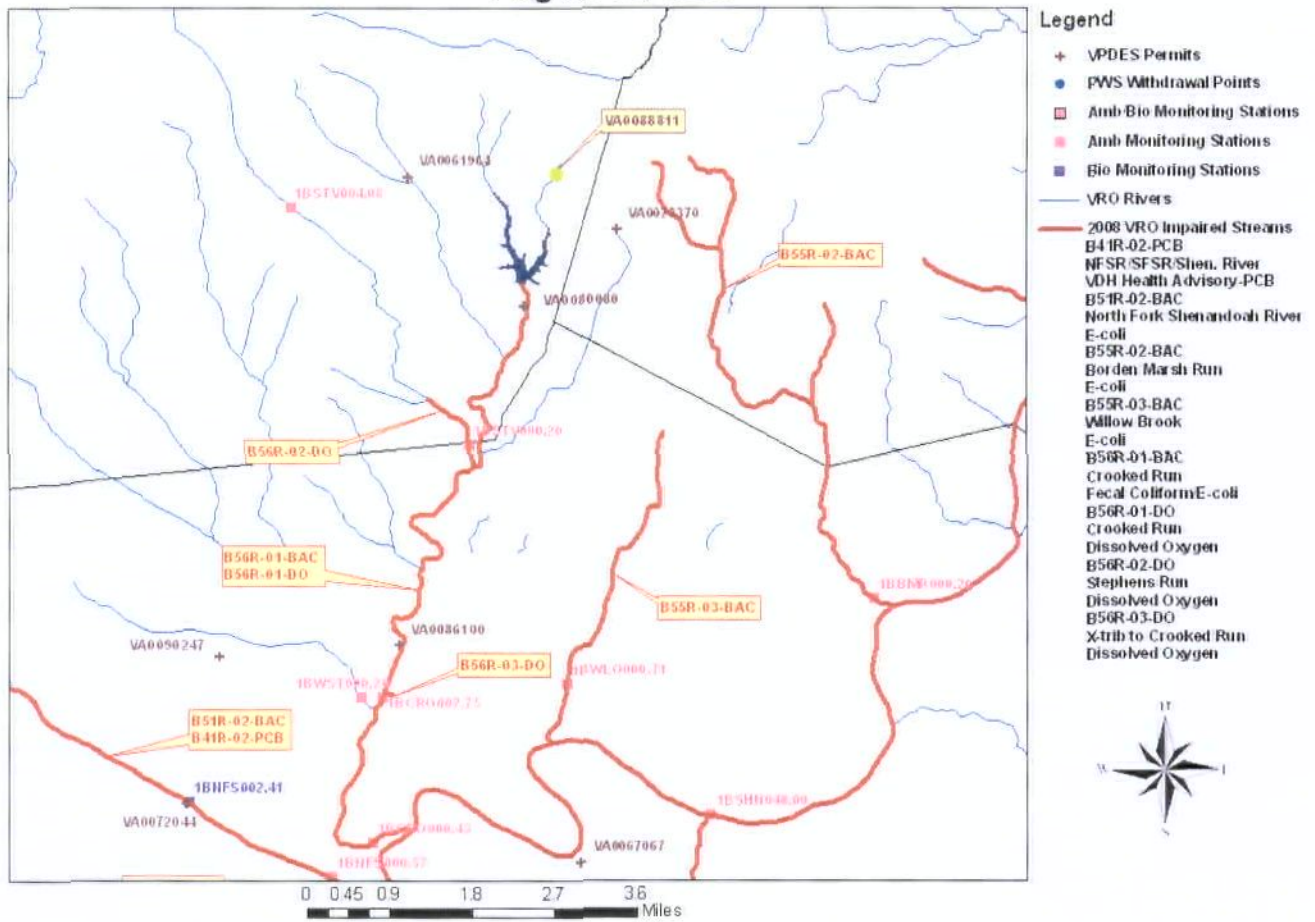 Legend
VPDES Permits
PWS Withdrawal Points
Amb/Bio Monitoring Stations
Amb Monitoring Stations
Bio Monitoring Stations
VRO Rivers
2008 VRO Impaired Streams
B41R-02-PCB
NFSR/SFSR/Shen. River
VDH Health Advisory-PCB
B51R-02-BAC
North Fork Shenandoah River
E-coli
B55R-02-BAC
Borden Marsh Run
E-coli
B55R-03-BAC
Willow Brook
E-coli
B56R-01-BAC
Crooked Run
Fecal Coliform/E-coli
B56R-01-DO
Crooked Run
Dissolved Oxygen
B56R-02-DO
Stephens Run
Dissolved Oxygen
B56R-03-DO
X-trib to Crooked Run
Dissolved Oxygen
VA0088811
1BSTV004.08
B55R-02-BAC
VA0080080
B56R-02-DO
B56R-01-BAC
B56R-01-DO
B55R-03-BAC
VA0086100
VA0090247
B56R-03-DO
1BCRO002.75
B51R-02-BAC
B41R-02-PCB
1BNFS002.41
VA0072044
1BSHN048.00
VA0067067
1BNFS000.57
0 0.45 0.9 1.8 2.7 3.6
Miles
W
S